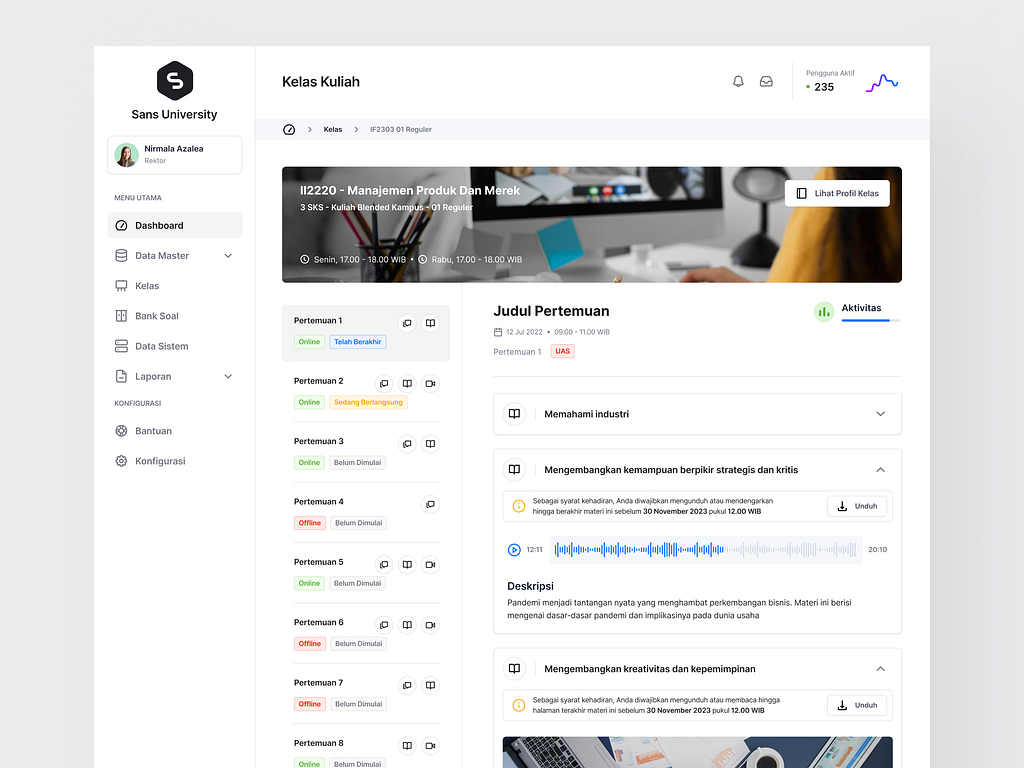 S
Sans University
Nirmala Azalea
Rektor
MENU UTAMA
Dashboard
Data Master
Kelas
Bank Soal
Data Sistem
Laporan
KONFIGURASI
Bantuan
Konfigurasi
Kelas Kuliah
Pengguna Aktif
235
Kelas
IF2303 01 Reguler
II2220 - Manajemen Produk Dan Merek
3 SKS - Kuliah Blended Kampus - 01 Reguler
Senin, 17.00 - 18.00 WIB • Rabu, 17.00 - 18.00 WIB
Lihat Profil Kelas
Pertemuan 1
Online Telah Berakhir
Pertemuan 2
Online Sedang Berlangsung
Pertemuan 3
Online Belum Dimulai
Pertemuan 4
Offline Belum Dimulai
Pertemuan 5
Online Belum Dimulai
Pertemuan 6
Offline Belum Dimulai
Pertemuan 7
Offline Belum Dimulai
Pertemuan 8
Online Belum Dimulai
Judul Pertemuan
12 Jul 2022 • 09.00 - 11.00 WIB
Pertemuan 1 UAS
Aktivitas
Memahami industri
Mengembangkan kemampuan berpikir strategis dan kritis
Sebagai syarat kehadiran, Anda diwajibkan mengunduh atau mendengarkan
hingga berakhir materi ini sebelum 30 November 2023 pukul 12.00 WIB
Unduh
12:11
20:10
Deskripsi
Pandemi menjadi tantangan nyata yang menghambat perkembangan bisnis. Materi ini berisi
mengenai dasar-dasar pandemi dan implikasinya pada dunia usaha
Mengembangkan kreativitas dan kepemimpinan
Sebagai syarat kehadiran, Anda diwajibkan mengunduh atau membaca hingga
halaman terakhir materi ini sebelum 30 November 2023 pukul 12.00 WIB
Unduh